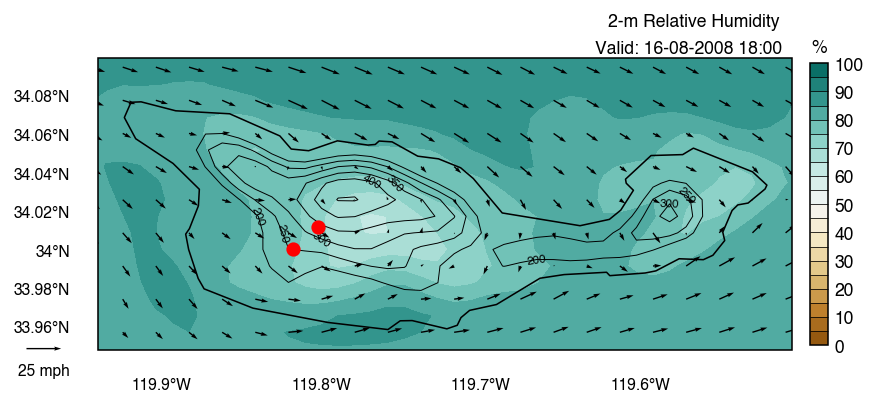 2-m Relative Humidity
Valid: 16-08-2008 18:00
%
100
90
80
70
60
50
40
30
20
10
0
34.08°N
34.06°N
34.04°N
34.02°N
34°N
33.98°N
33.96°N
25 mph
119.9°W
119.8°W
119.7°W
119.6°W
400
350
200
250
300
200
250
300